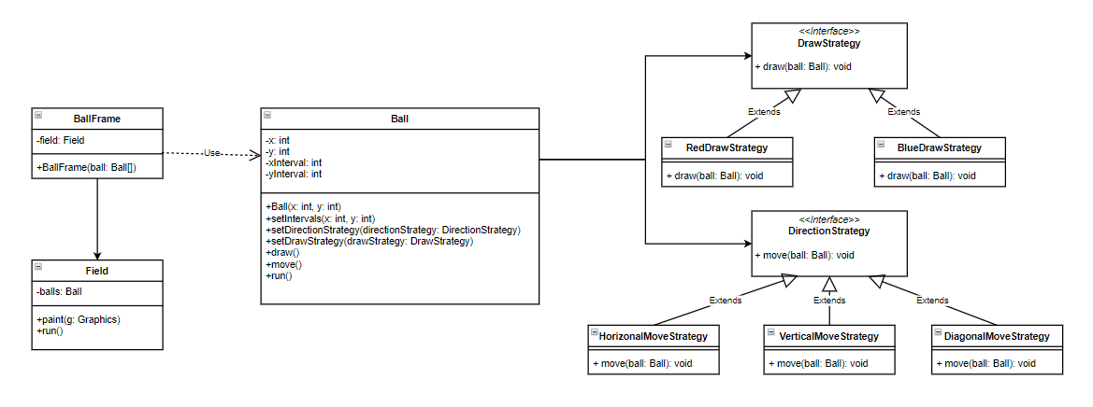 BallFrame
-field: Field
+BallFrame(ball: Ball[])
Use
Field
-balls: Ball
+paint(g: Graphics)
+run()
Ball
-x: int
-y: int
-xInterval: int
-yInterval: int
+Ball(x: int, y: int)
+setIntervals(x: int, y: int)
+setDirectionStrategy(directionStrategy: DirectionStrategy)
+setDrawStrategy(drawStrategy: DrawStrategy)
+draw()
+move()
+run()
<<interface>>
DrawStrategy
+ draw(ball: Ball): void
Extends
Extends
RedDrawStrategy
+ draw(ball: Ball): void
BlueDrawStrategy
+ draw(ball: Ball): void
<<interface>>
DirectionStrategy
+ move(ball: Ball): void
Extends
Extends
Extends
HorizonalMoveStrategy
+ move(ball: Ball): void
VerticalMoveStrategy
+ move(ball: Ball): void
DiagonalMoveStrategy
+ move(ball: Ball): void